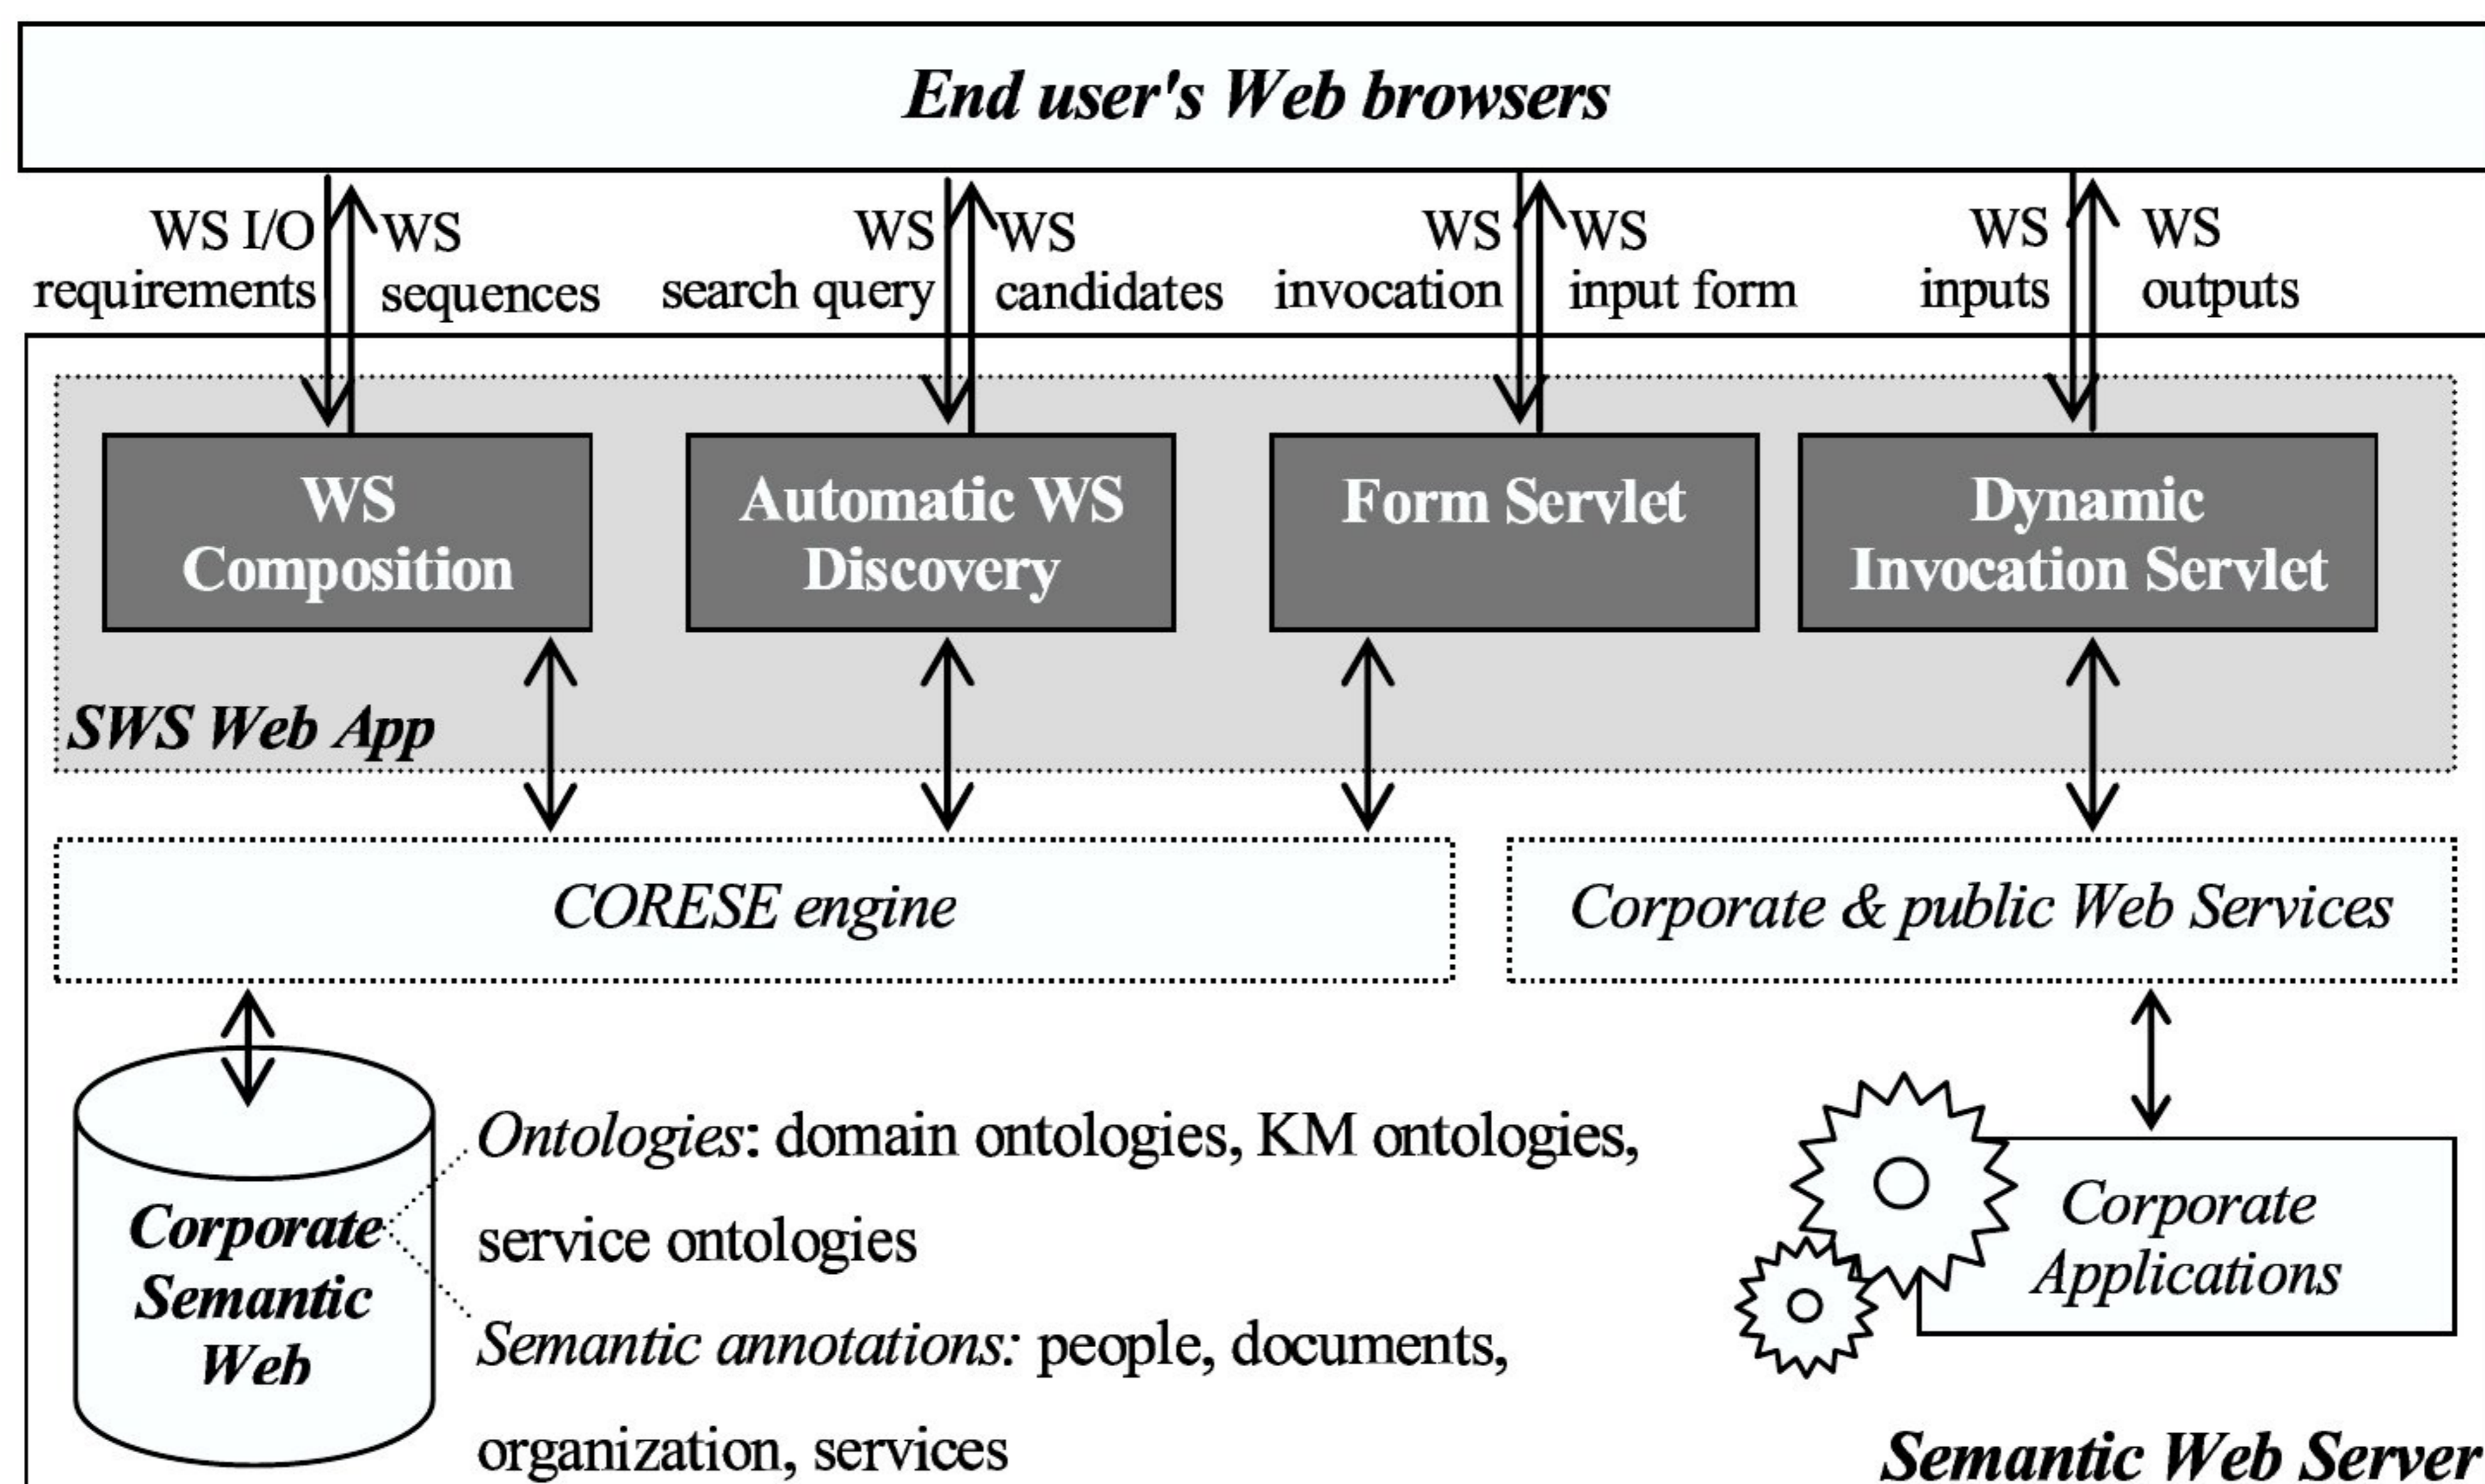 End user's Web browsers
WS I/O
requirements
WS
sequences
WS
search query
WS
candidates
WS
invocation
WS
input form
WS
inputs
WS
outputs
WS
Composition
Automatic WS
Discovery
Form Servlet
Dynamic
Invocation Servlet
SWS Web App
CORESE engine
Corporate & public Web Services
Corporate
Semantic
Web
Ontologies: domain ontologies, KM ontologies,
service ontologies
Semantic annotations: people, documents,
organization, services
Corporate
Applications
Semantic Web Server